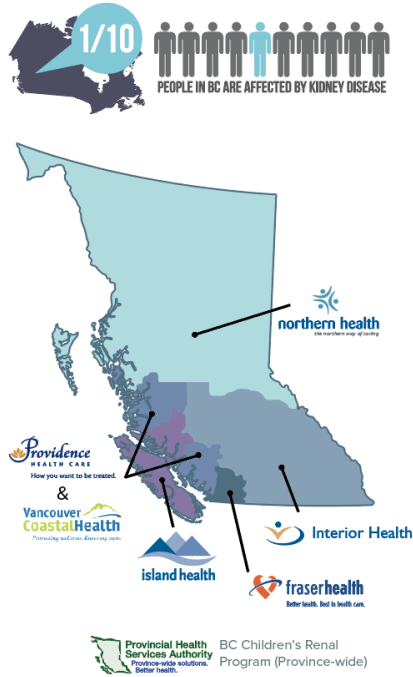 1/10
PEOPLE IN BC ARE AFFECTED BY KIDNEY DISEASE
northern health
the northern way of caring
Providence
HEALTH CARE
How you want to be treated.
&
Vancouver
CoastalHealth
Promoting wellness. Ensuring care.
island health
Interior Health
fraserhealth
Better health. Best in health care.
Provincial Health
Services Authority
Province-wide solutions.
Better health.
BC Children's Renal
Program (Province-wide)